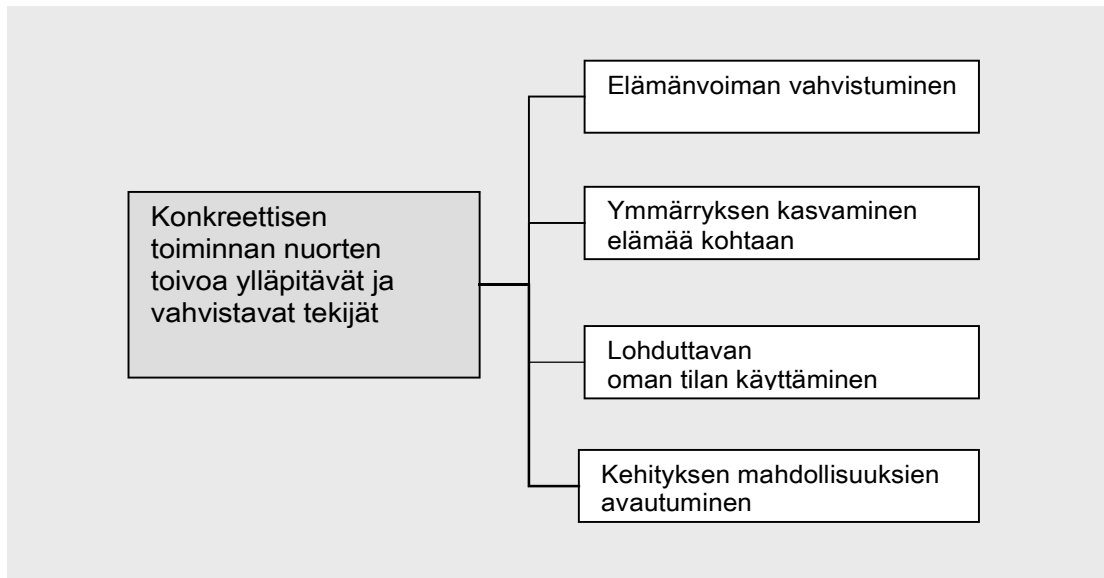 Konkreettisen
toiminnan nuorten
toivoa ylläpitävät ja
vahvistavat tekijät
Elämänvoiman vahvistuminen
Ymmärryksen kasvaminen
elämää kohtaan
Lohduttavan
oman tilan käyttäminen
Kehityksen mahdollisuuksien
avautuminen